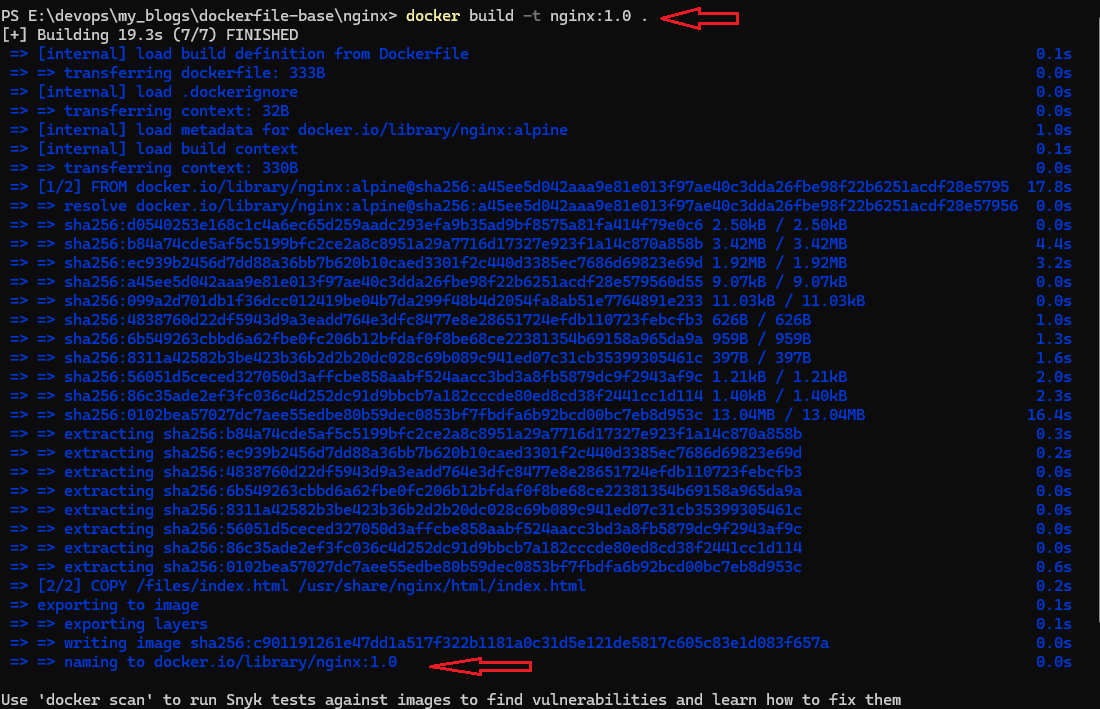 PS E:\devops\my_blogs\dockerfile-base\nginx> docker build -t nginx:1.0 .
[+] Building 19.3s (7/7) FINISHED
=> [internal] load build definition from Dockerfile 0.1s
=> => transferring dockerfile: 333B 0.0s
=> [internal] load .dockerignore 0.0s
=> => transferring context: 32B 0.0s
=> [internal] load metadata for docker.io/library/nginx:alpine 1.0s
=> [internal] load build context 0.1s
=> => transferring context: 330B 0.0s
=> [1/2] FROM docker.io/library/nginx:alpine@sha256:a45ee5d042aaa9e81e013f97ae40c3dda26fbe98f22b6251acdf28e5795 17.8s
=> => resolve docker.io/library/nginx:alpine@sha256:a45ee5d042aaa9e81e013f97ae40c3dda26fbe98f22b6251acdf28e57956 0.0s
=> => sha256:d0540253e168c1c4a6ec65d259aadc293efa9b35ad9bf8575a81fa414f79e0c6 2.50kB / 2.50kB 0.0s
=> => sha256:b84a74cde5af5c5199bfc2ce2a8c8951a29a7716d17327e923f1a14c870a858b 3.42MB / 3.42MB 4.4s
=> => sha256:ec939b2456d7dd88a36bb7b620b10caed3301f2c440d3385ec7686d69823e69d 1.92MB / 1.92MB 3.2s
=> => sha256:a45ee5d042aaa9e81e013f97ae40c3dda26fbe98f22b6251acdf28e579560d55 9.07kB / 9.07kB 0.0s
=> => sha256:099a2d701db1f36dcc012419be04b7da299f48b4d2054fa8ab51e7764891e233 11.03kB / 11.03kB 0.0s
=> => sha256:4838760d22df5943d9a3eadd764e3dfc8477e8e28651724efdb110723febcfb3 626B / 626B 1.0s
=> => sha256:6b549263cbbd6a62fbe0fc206b12bfdaf0f8be68ce22381354b69158a965da9a 959B / 959B 1.3s
=> => sha256:8311a42582b3be423b36b2d2b20dc028c69b089c941ed07c31cb35399305461c 397B / 397B 1.6s
=> => sha256:56051d5ceced327050d3affcbe858aabf524aacc3bd3a8fb5879dc9f2943af9c 1.21kB / 1.21kB 2.0s
=> => sha256:86c35ade2ef3fc036c4d252dc91d9bbcb7a182cccde80ed8cd38f2441cc1d114 1.40kB / 1.40kB 2.3s
=> => sha256:0102bea57027dc7aee55edbe80b59dec0853bf7fbdfa6b92bcd00bc7eb8d953c 13.04MB / 13.04MB 16.4s
=> => extracting sha256:b84a74cde5af5c5199bfc2ce2a8c8951a29a7716d17327e923f1a14c870a858b 0.3s
=> => extracting sha256:ec939b2456d7dd88a36bb7b620b10caed3301f2c440d3385ec7686d69823e69d 0.2s
=> => extracting sha256:4838760d22df5943d9a3eadd764e3dfc8477e8e28651724efdb110723febcfb3 0.0s
=> => extracting sha256:6b549263cbbd6a62fbe0fc206b12bfdaf0f8be68ce22381354b69158a965da9a 0.0s
=> => extracting sha256:8311a42582b3be423b36b2d2b20dc028c69b089c941ed07c31cb35399305461c 0.0s
=> => extracting sha256:56051d5ceced327050d3affcbe858aabf524aacc3bd3a8fb5879dc9f2943af9c 0.0s
=> => extracting sha256:86c35ade2ef3fc036c4d252dc91d9bbcb7a182cccde80ed8cd38f2441cc1d114 0.0s
=> => extracting sha256:0102bea57027dc7aee55edbe80b59dec0853bf7fbdfa6b92bcd00bc7eb8d953c 0.6s
=> [2/2] COPY /files/index.html /usr/share/nginx/html/index.html 0.2s
=> exporting to image 0.1s
=> => exporting layers 0.1s
=> => writing image sha256:c901191261e47dd1a517f322b1181a0c31d5e121de5817c605c83e1d083f657a 0.0s
=> => naming to docker.io/library/nginx:1.0 0.0s
Use 'docker scan' to run Snyk tests against images to find vulnerabilities and learn how to fix them